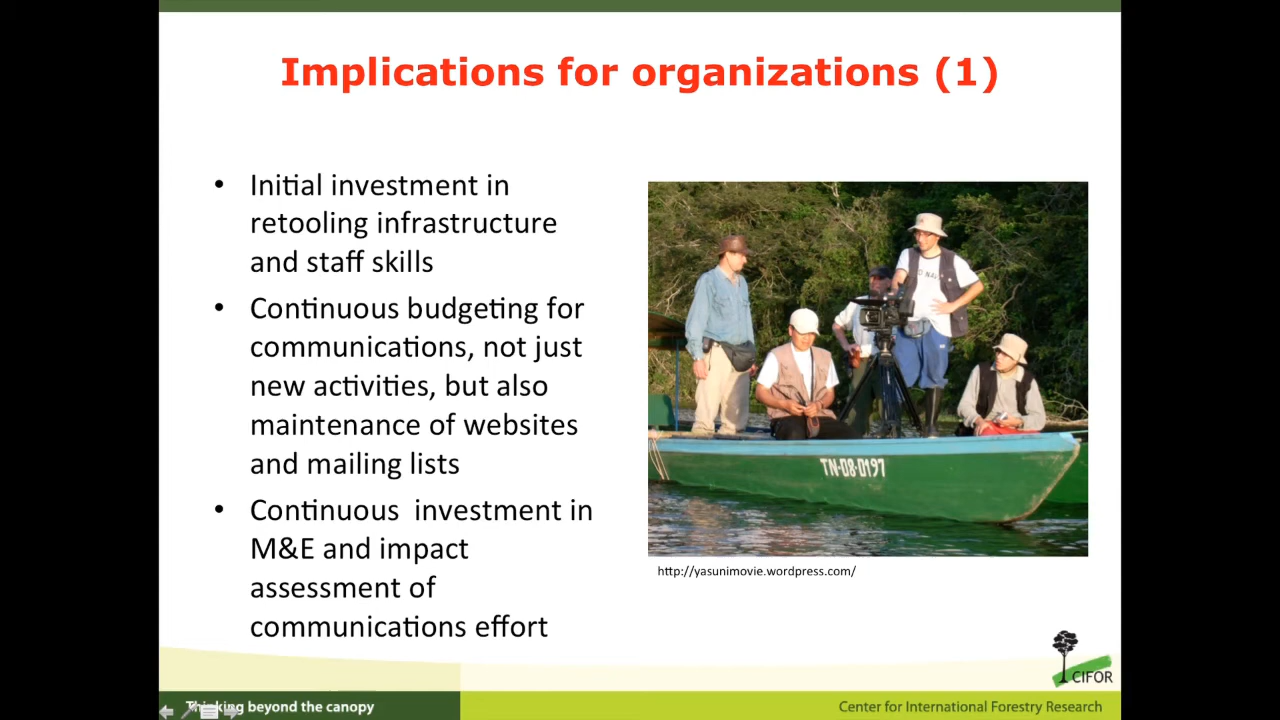 Implications for organizations (1)
• Initial investment in
retooling infrastructure
and staff skills
• Continuous budgeting for
communications, not just
new activities, but also
maintenance of websites
and mailing lists
• Continuous  investment in
M&E and impact
assessment of
communications effort
TN-08-0197
http://yasunimovie.wordpress.com/
CIFOR
Thinking beyond the canopy
Center for International Forestry Research